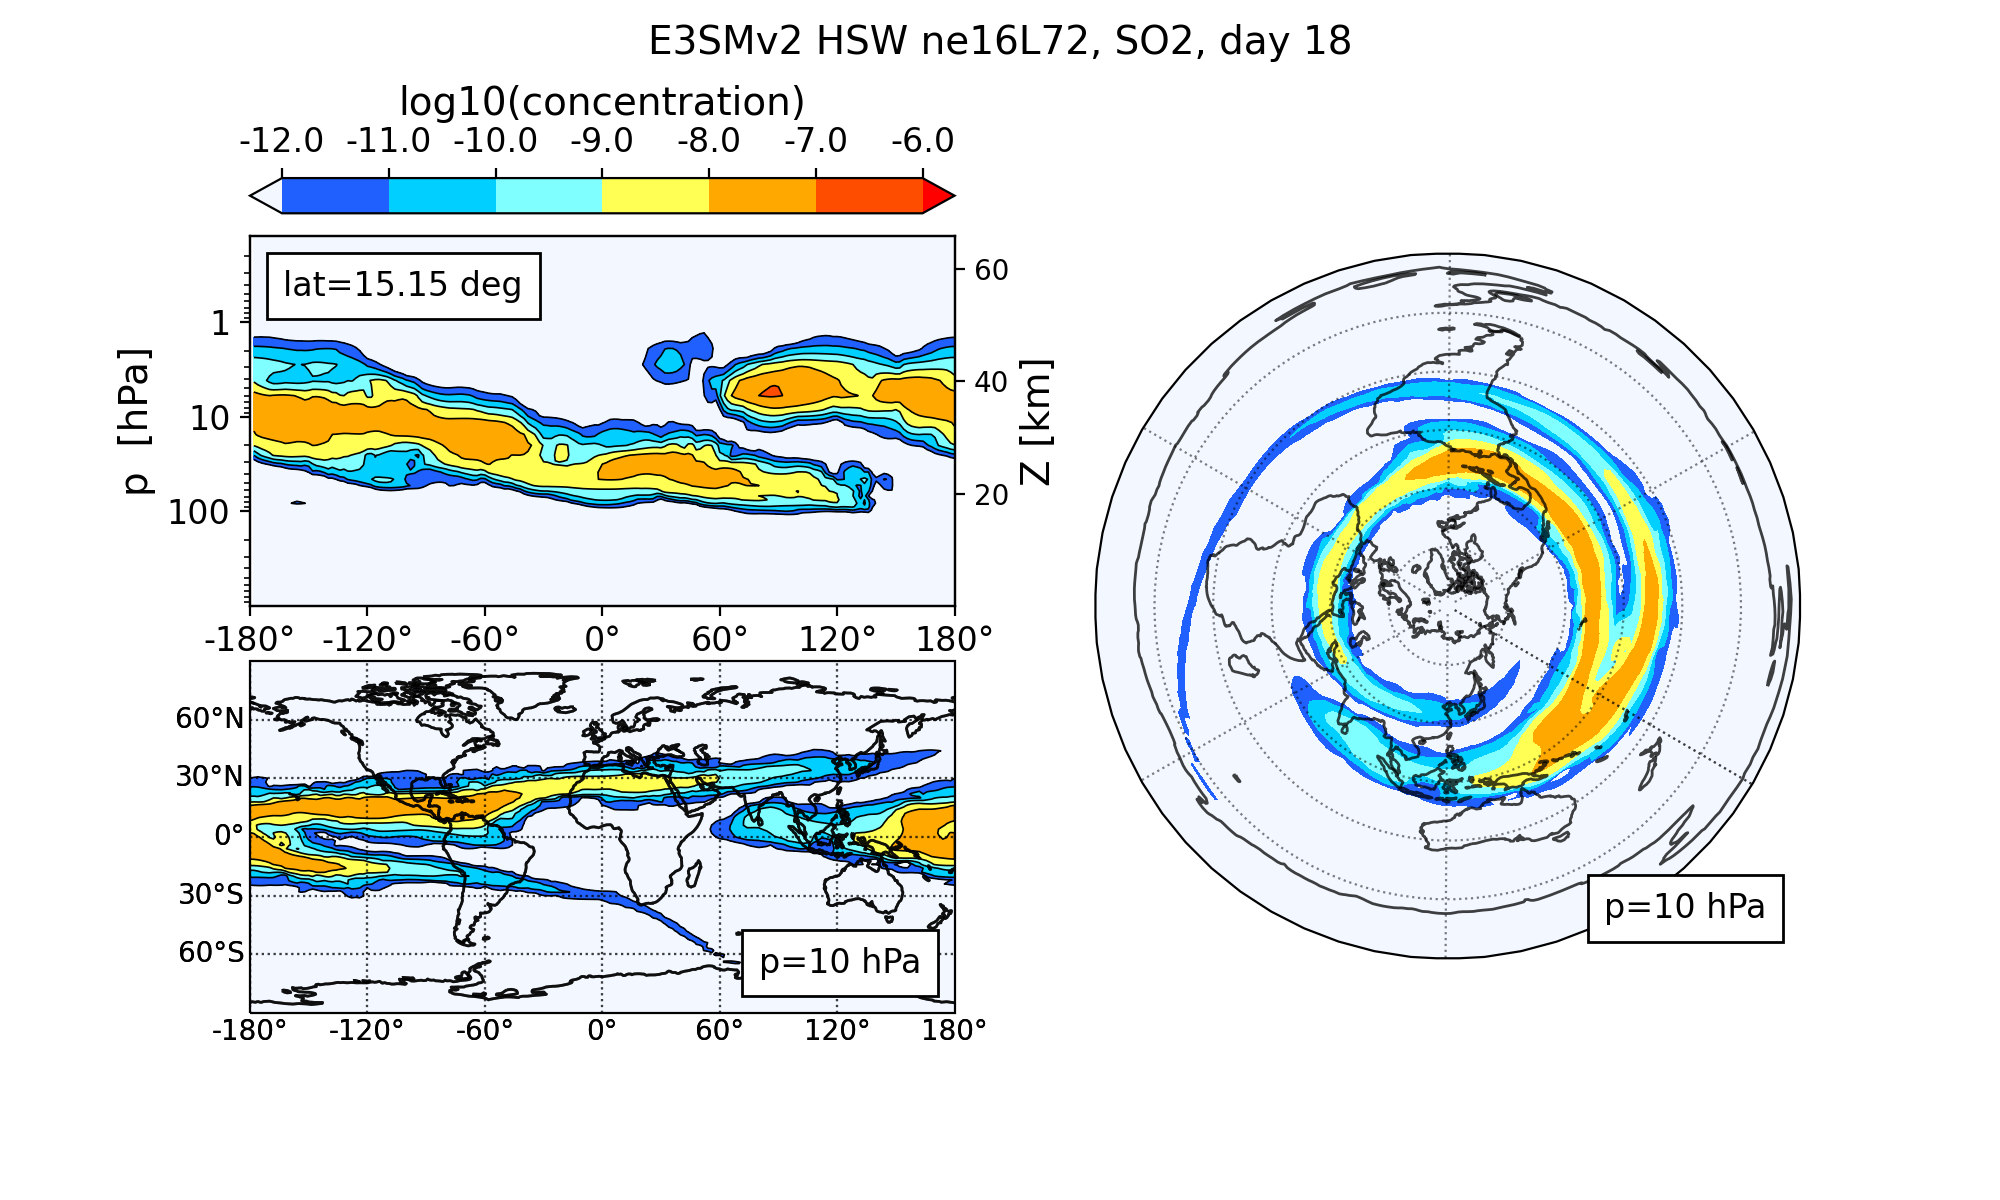 E3SMv2 HSW ne16L72, SO2, day 18
log10(concentration)
-12.0 -11.0 -10.0 -9.0 -8.0 -7.0 -6.0
lat=15.15 deg
p [hPa]
1
10
100
Z [km]
60
40
20
-180° -120° -60° 0° 60° 120° 180°
60°N
30°N
0°
30°S
60°S
p=10 hPa
-180° -120° -60° 0° 60° 120° 180°
p=10 hPa